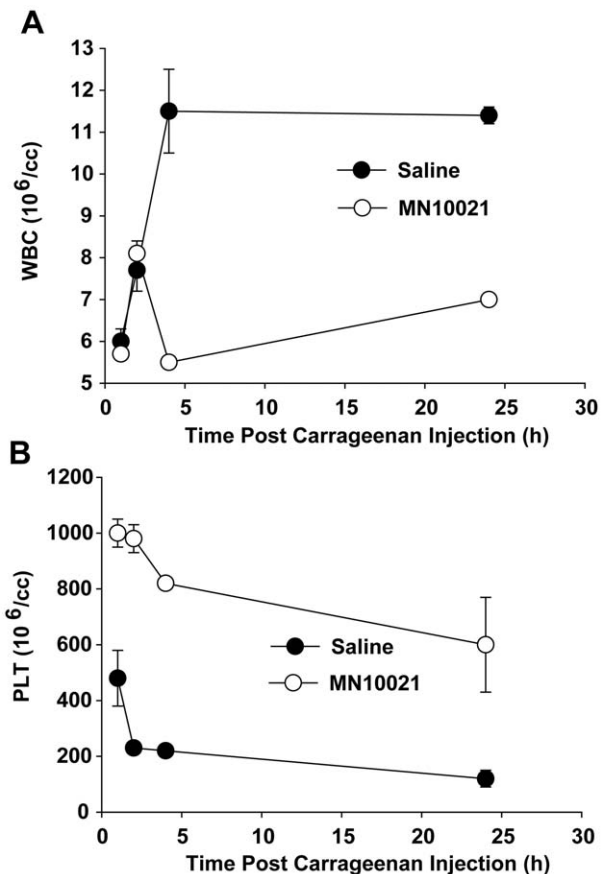 A
13
12
11
10
9
8
7
6
5
WBC (10⁶/cc)
Saline
MN10021
0 5 10 15 20 25 30
Time Post Carrageenan Injection (h)
B
1200
1000
800
600
400
200
0
PLT (10⁶/cc)
Saline
MN10021
0 5 10 15 20 25 30
Time Post Carrageenan Injection (h)